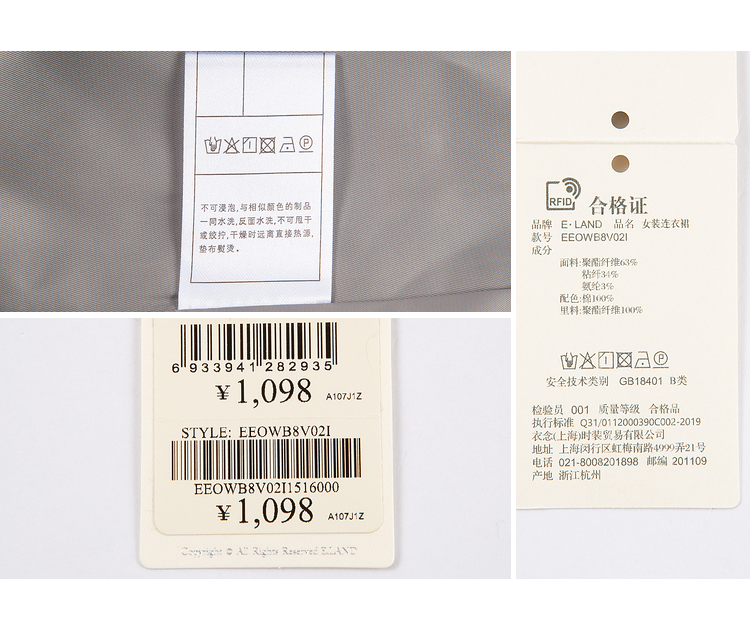 不可浸泡,与相似颜色的制品
一同水洗,反面水洗,不可甩干
或绞拧,干燥时远离直接热源,
垫布熨烫。
6 933941 282935
¥1,098 A107J1Z
STYLE: EEOWB8V02I
EEOWB8V02I1516000
¥1,098 A107J1Z
Copyright © All Rights Reserved E.LAND
RFID 合格证
品牌 E·LAND 品名 女装连衣裙
款号 EEOWB8V02I
成分
面料:聚酯纤维63%
粘纤34%
氨纶3%
配色:棉100%
里料:聚酯纤维100%
安全技术类别 GB18401 B类
检验员 001 质量等级 合格品
执行标准 Q31/0112000390C002-2019
衣念(上海)时装贸易有限公司
地址 上海闵行区虹梅南路4999弄21号
电话 021-8008201898 邮编 201109
产地 浙江杭州